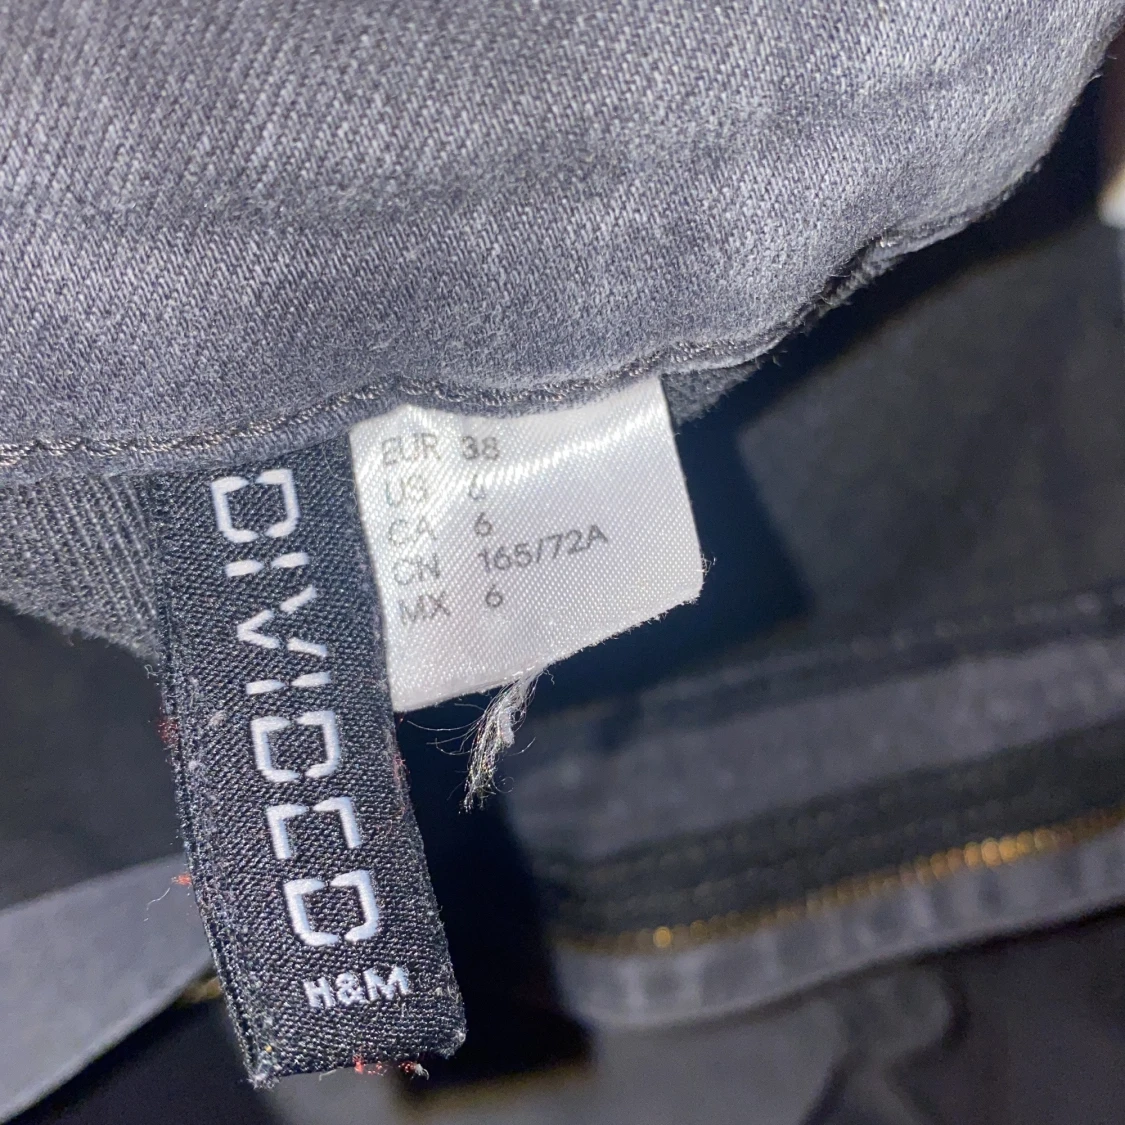 DIVIDED
H&M
EUR 38
US 6
CA 6
CN 165/72A
MX 6